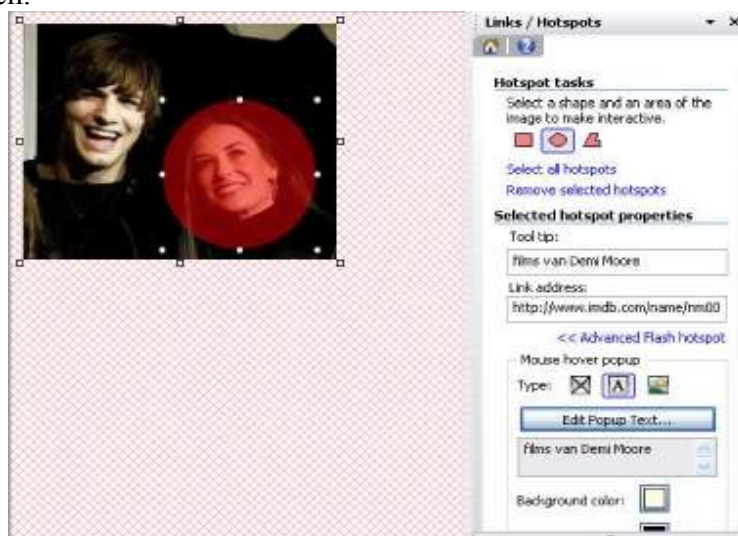 Links / Hotspots
Hotspot tasks
Select a shape and an area of the
image to make interactive.
Select all hotspots
Remove selected hotspots
Selected hotspot properties
Tool tip:
films van Demi Moore
Link address:
http://www.imdb.com/name/nm00
<< Advanced Flash hotspot
Mouse hover popup
Type:
A
Edit Popup Text....
films van Demi Moore
Background color: